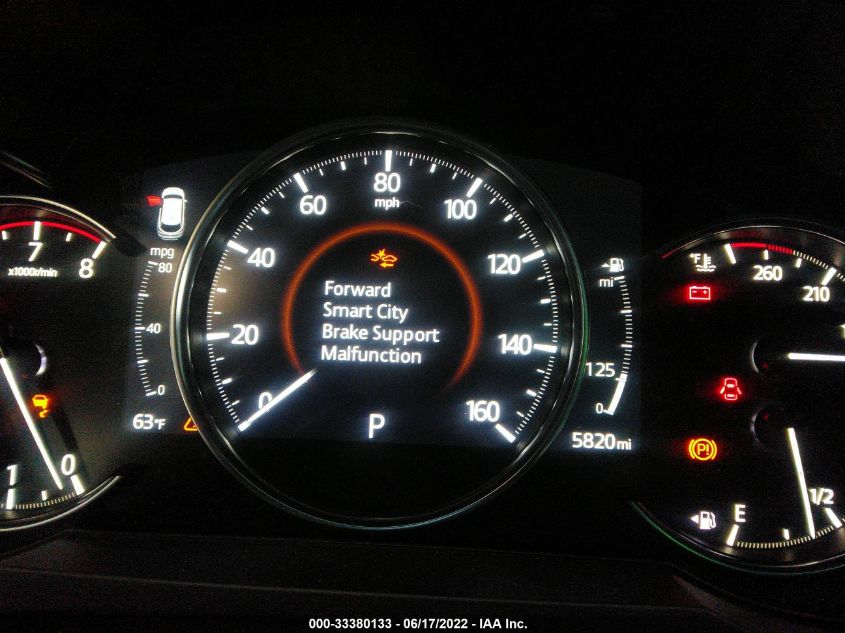 7
x1000r/min
8
1
0
mpg
80
40
0
63°F
0
20
40
60
80
mph
100
120
140
160
Forward
Smart City
Brake Support
Malfunction
P
mi
125
0
5820mi
°F
260
210
P!
E
1/2
000-33380133 - 06/17/2022 - IAA Inc.